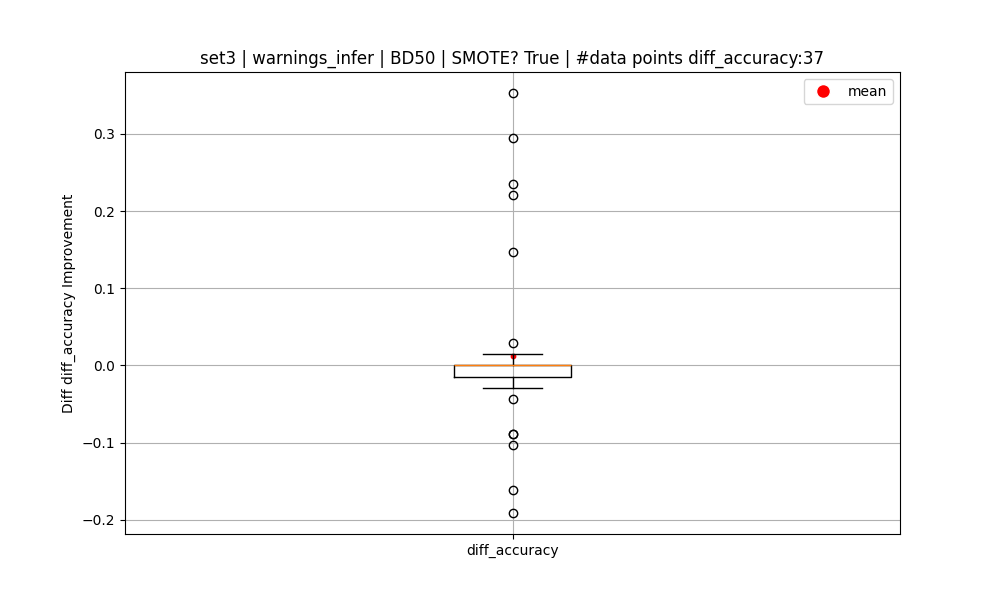 set3 | warnings_infer | BD50 | SMOTE? True | #data points diff_accuracy:37
mean
0.3
0.2
0.1
0.0
−0.1
−0.2
Diff diff_accuracy Improvement
diff_accuracy